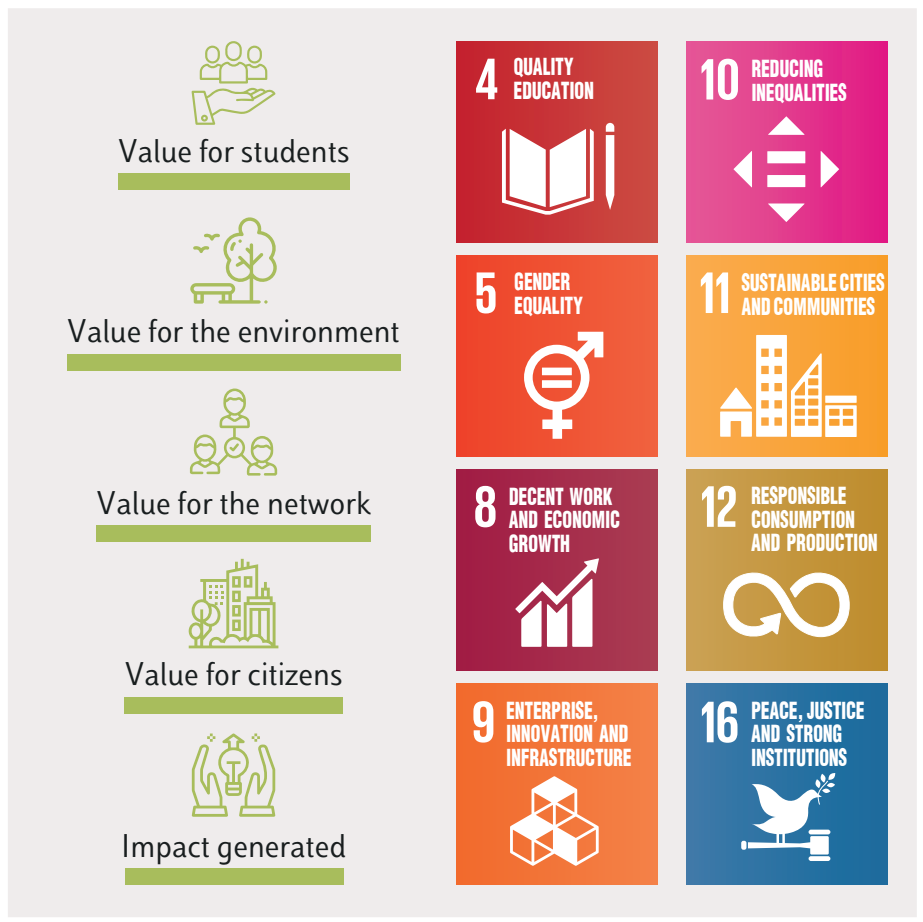 Value for students
Value for the environment
Value for the network
Value for citizens
Impact generated
4 QUALITY
EDUCATION
10 REDUCING
INEQUALITIES
5 GENDER
EQUALITY
11 SUSTAINABLE CITIES
AND COMMUNITIES
8 DECENT WORK
AND ECONOMIC
GROWTH
12 RESPONSIBLE
CONSUMPTION
AND PRODUCTION
9 ENTERPRISE,
INNOVATION AND
INFRASTRUCTURE
16 PEACE, JUSTICE
AND STRONG
INSTITUTIONS